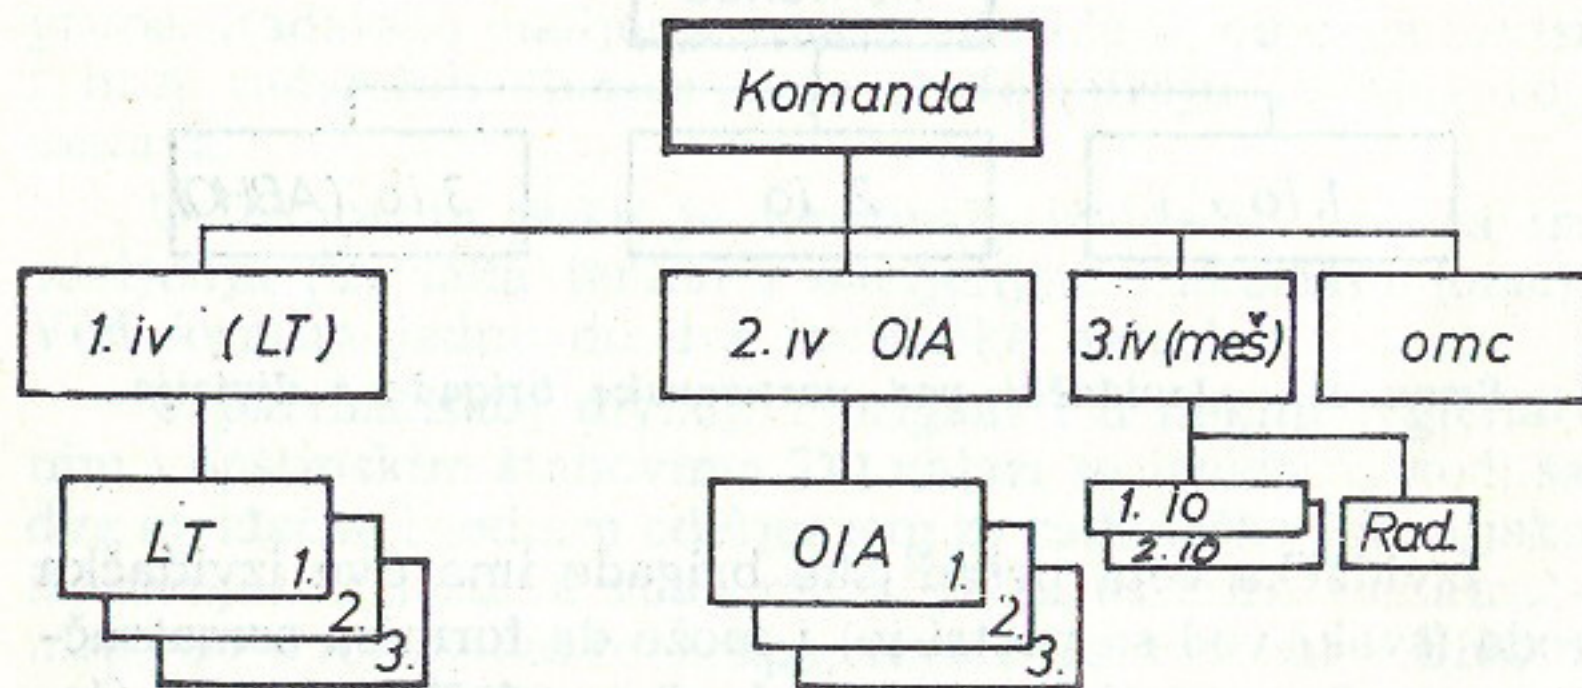 Komanda
1. iv (LT)
2. iv OIA
3. iv (meš)
omc
LT 1.
2.
3.
OIA 1.
2.
3.
1. io
2. io
Rad.